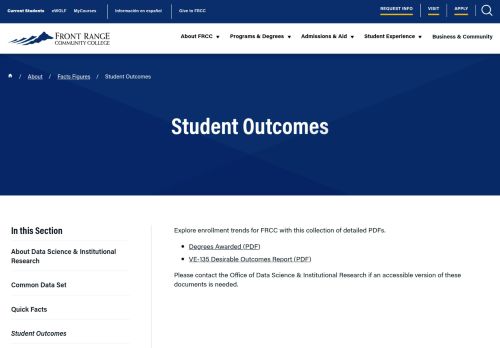 Current Students eWOLF MyCourses Información en español Give to FRCC REQUEST INFO VISIT APPLY
FRONT RANGE
COMMUNITY COLLEGE
About FRCC Programs & Degrees Admissions & Aid Student Experience Business & Community
/ About / Facts Figures / Student Outcomes
Student Outcomes
In this Section
About Data Science & Institutional
Research
Common Data Set
Quick Facts
Student Outcomes
Explore enrollment trends for FRCC with this collection of detailed PDFs.
Degrees Awarded (PDF)
VE-135 Desirable Outcomes Report (PDF)
Please contact the Office of Data Science & Institutional Research if an accessible version of these
documents is needed.